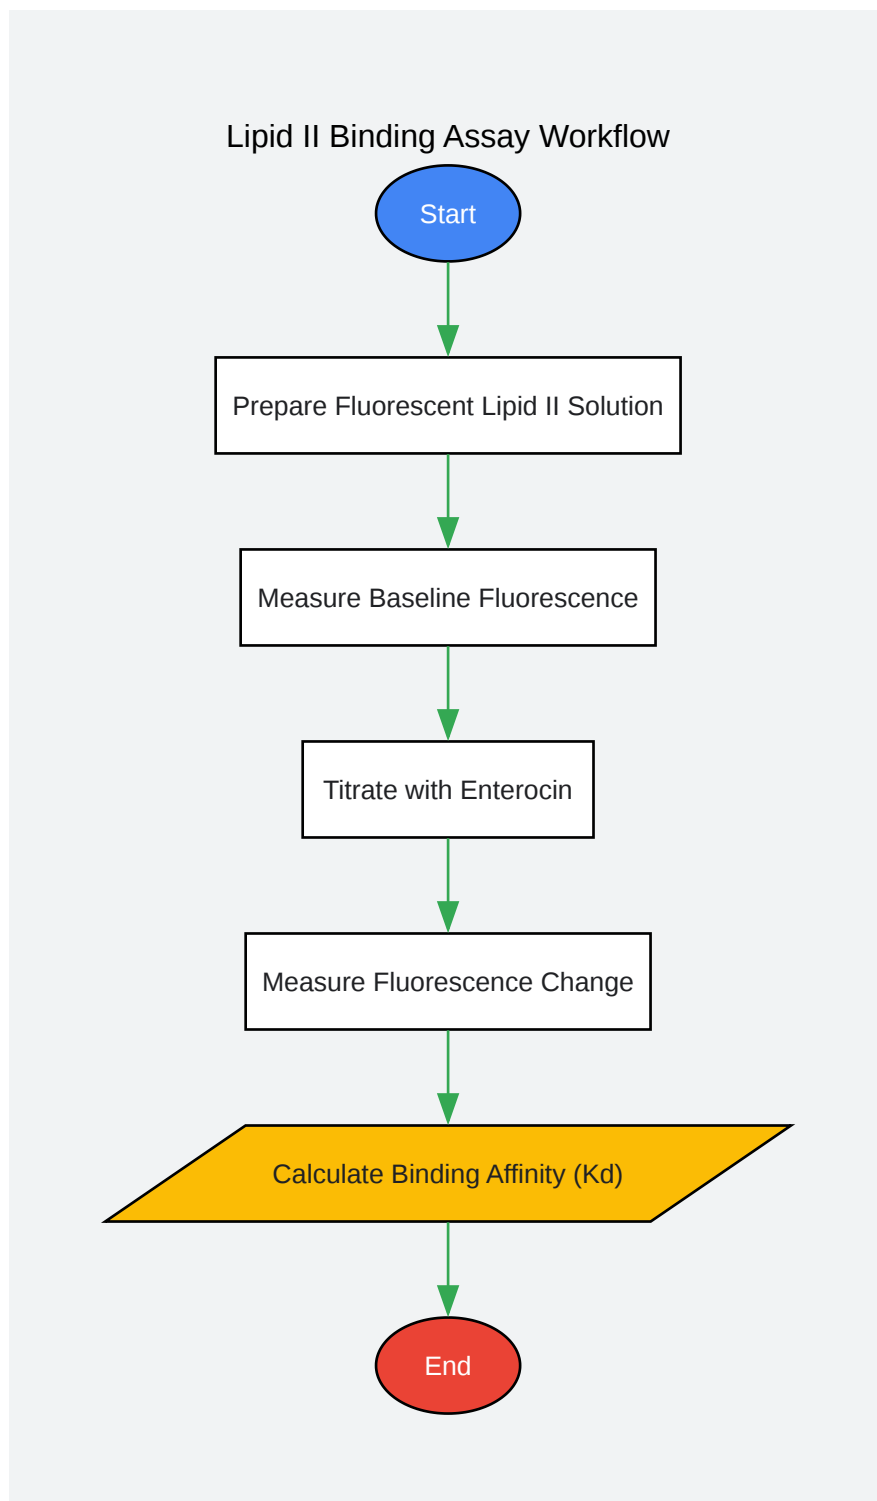 Lipid II Binding Assay Workflow
Start
Prepare Fluorescent Lipid II Solution
Measure Baseline Fluorescence
Titrate with Enterocin
Measure Fluorescence Change
Calculate Binding Affinity (Kd)
End